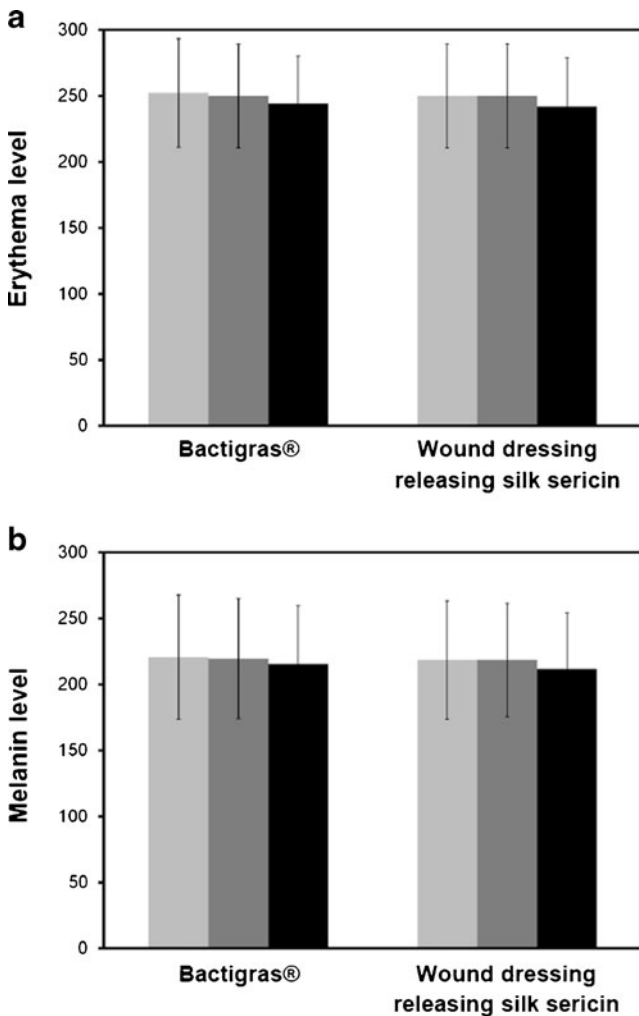 a
Erythema level
300
250
200
150
100
50
0
Bactigras®
Wound dressing
releasing silk sericin
b
Melanin level
300
250
200
150
100
50
0
Bactigras®
Wound dressing
releasing silk sericin